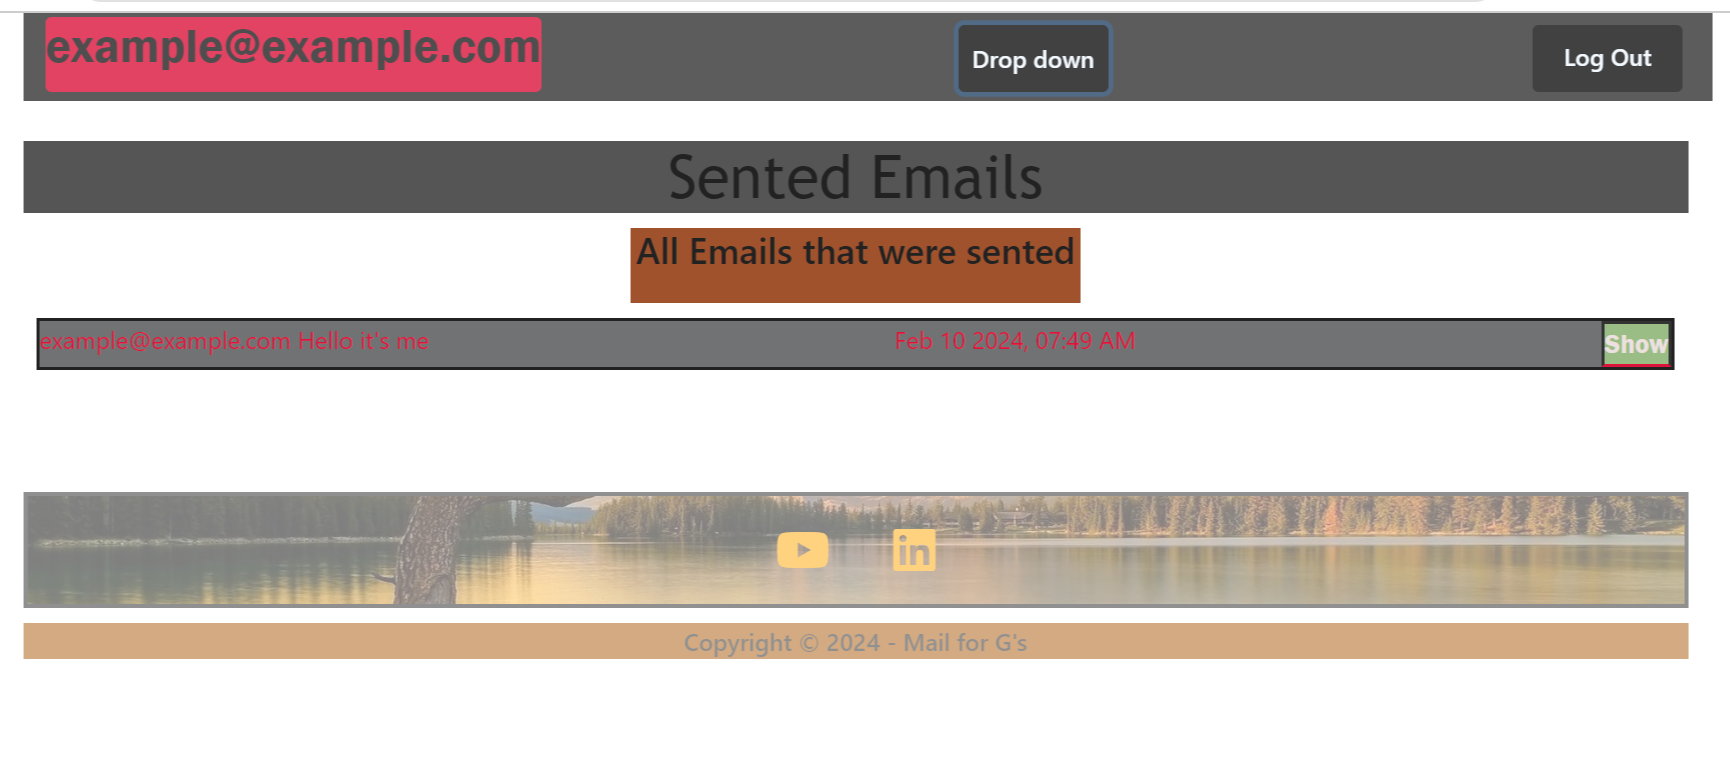 example@example.com
Drop down
Log Out
Sented Emails
All Emails that were sented
example@example.com Hello it's me
Feb 10 2024, 07:49 AM
Show
in
Copyright © 2024 - Mail for G's